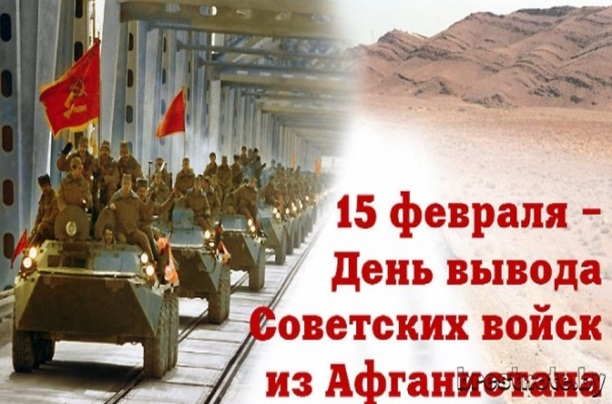 15 февраля –
День вывода
Советских войск
из Афганистана